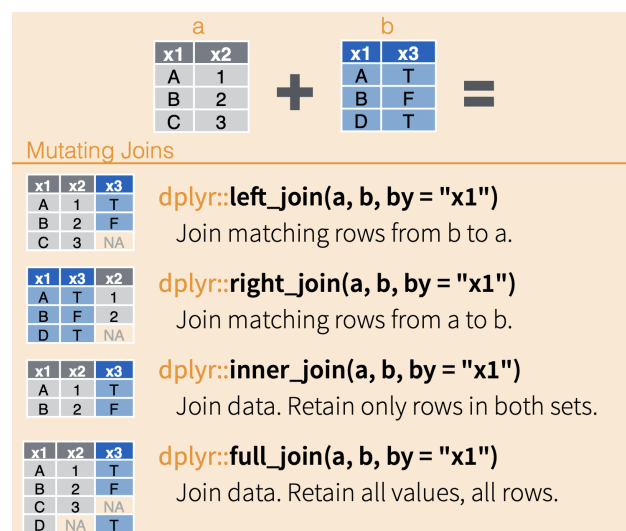 a b
x1 x2 x1 x3
A 1 A T
B 2 B F
C 3 D T
Mutating Joins
x1 x2 x3
A 1 T
B 2 F
C 3 NA
dplyr::left_join(a, b, by = "x1")
Join matching rows from b to a.
x1 x3 x2
A T 1
B F 2
D T NA
dplyr::right_join(a, b, by = "x1")
Join matching rows from a to b.
x1 x2 x3
A 1 T
B 2 F
dplyr::inner_join(a, b, by = "x1")
Join data. Retain only rows in both sets.
x1 x2 x3
A 1 T
B 2 F
C 3 NA
D NA T
dplyr::full_join(a, b, by = "x1")
Join data. Retain all values, all rows.